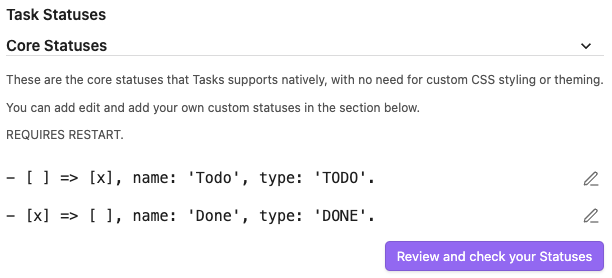 Task Statuses
Core Statuses
These are the core statuses that Tasks supports natively, with no need for custom CSS styling or theming.
You can add edit and add your own custom statuses in the section below.
REQUIRES RESTART.
- [ ] => [x], name: 'Todo', type: 'TODO'.
- [x] => [ ], name: 'Done', type: 'DONE'.
Review and check your Statuses